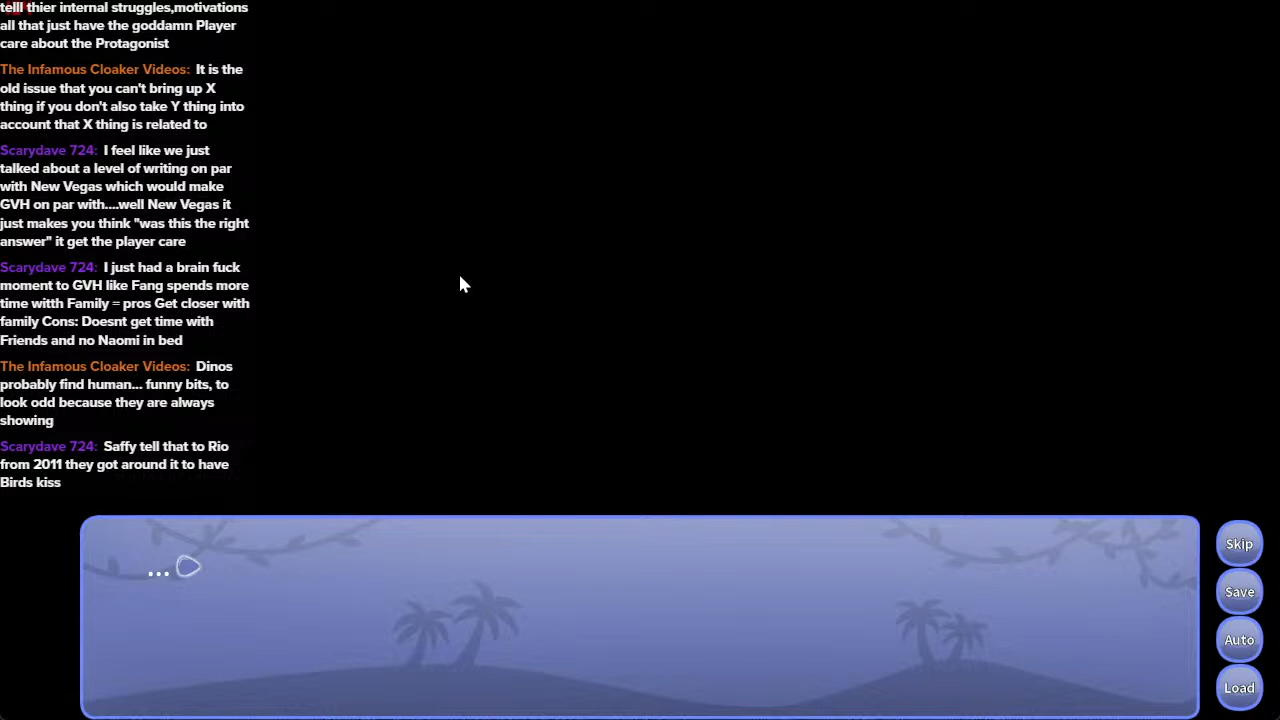 telll thier internal struggles,motivations
all that just have the goddamn Player
care about the Protagonist
The Infamous Cloaker Videos: It is the
old issue that you can't bring up X
thing if you don't also take Y thing into
account that X thing is related to
Scarydave 724: I feel like we just
talked about a level of writing on par
with New Vegas which would make
GVH on par with....well New Vegas it
just makes you think "was this the right
answer" it get the player care
Scarydave 724: I just had a brain fuck
moment to GVH like Fang spends more
time witth Family = pros Get closer with
family Cons: Doesnt get time with
Friends and no Naomi in bed
The Infamous Cloaker Videos: Dinos
probably find human... funny bits, to
look odd because they are always
showing
Scarydave 724: Saffy tell that to Rio
from 2011 they got around it to have
Birds kiss
...
Skip
Save
Auto
Load